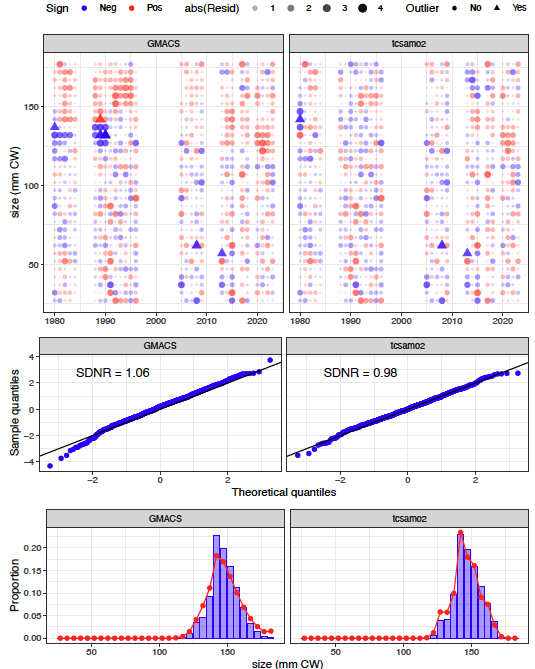 Sign Neg Pos abs(Resid) 1 2 3 4 Outlier No Yes
GMACS tcsamo2
150
100
50
size (mm CW)
1980 1990 2000 2010 2020 1980 1990 2000 2010 2020
GMACS tcsamo2
SDNR = 1.06 SDNR = 0.98
4
2
0
−2
−4
Sample quantiles
−2 0 2 −2 0 2
Theoretical quantiles
GMACS tcsamo2
0.20
0.15
0.10
0.05
0.00
Proportion
50 100 150 50 100 150
size (mm CW)